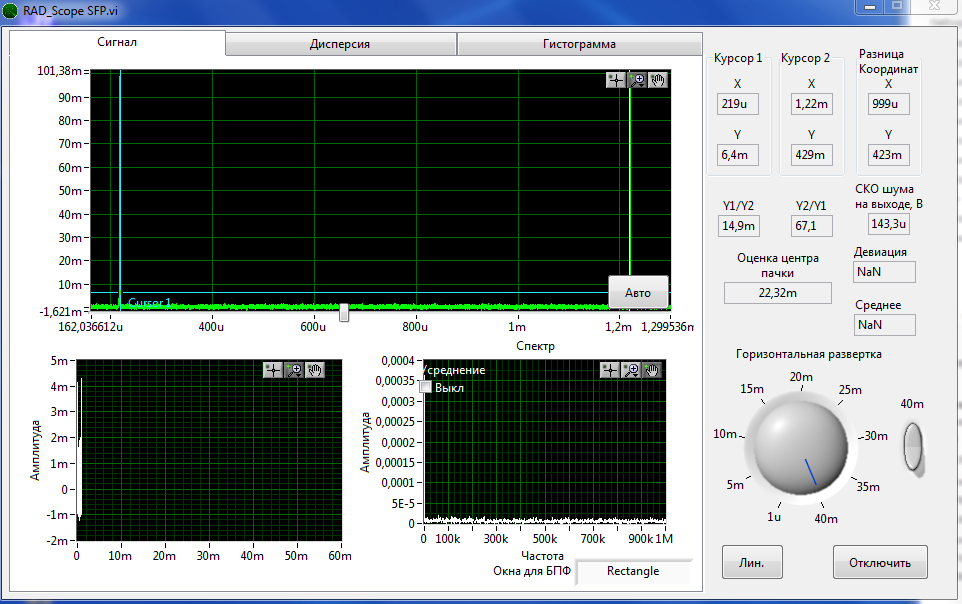 RAD_Scope SFP.vi
Сигнал
Дисперсия
Гистограмма
101,38m
90m
80m
70m
60m
50m
40m
30m
20m
10m
-1,621m
Cursor 1
Авто
162,036612u
400u
600u
800u
1m
1,2m
1,299536m
Спектр
5m
4m
3m
2m
1m
0
-1m
-2m
Амплитуда
0
10m
20m
30m
40m
50m
60m
0,0004
0,00035
0,0003
0,00025
0,0002
0,00015
0,0001
5E-5
0
Амплитуда
Усреднение
Выкл
0
100k
300k
500k
700k
900k
1M
Частота
Окна для БПФ
Rectangle
Курсор 1
X
219u
Y
6,4m
Курсор 2
X
1,22m
Y
429m
Разница
Координат
X
999u
Y
423m
Y1/Y2
14,9m
Y2/Y1
67,1
СКО шума
на выходе, В
143,3u
Оценка центра
пачки
22,32m
Девиация
NaN
Среднее
NaN
Горизонтальная развертка
1u
5m
10m
15m
20m
25m
30m
35m
40m
40m
Лин.
Отключить